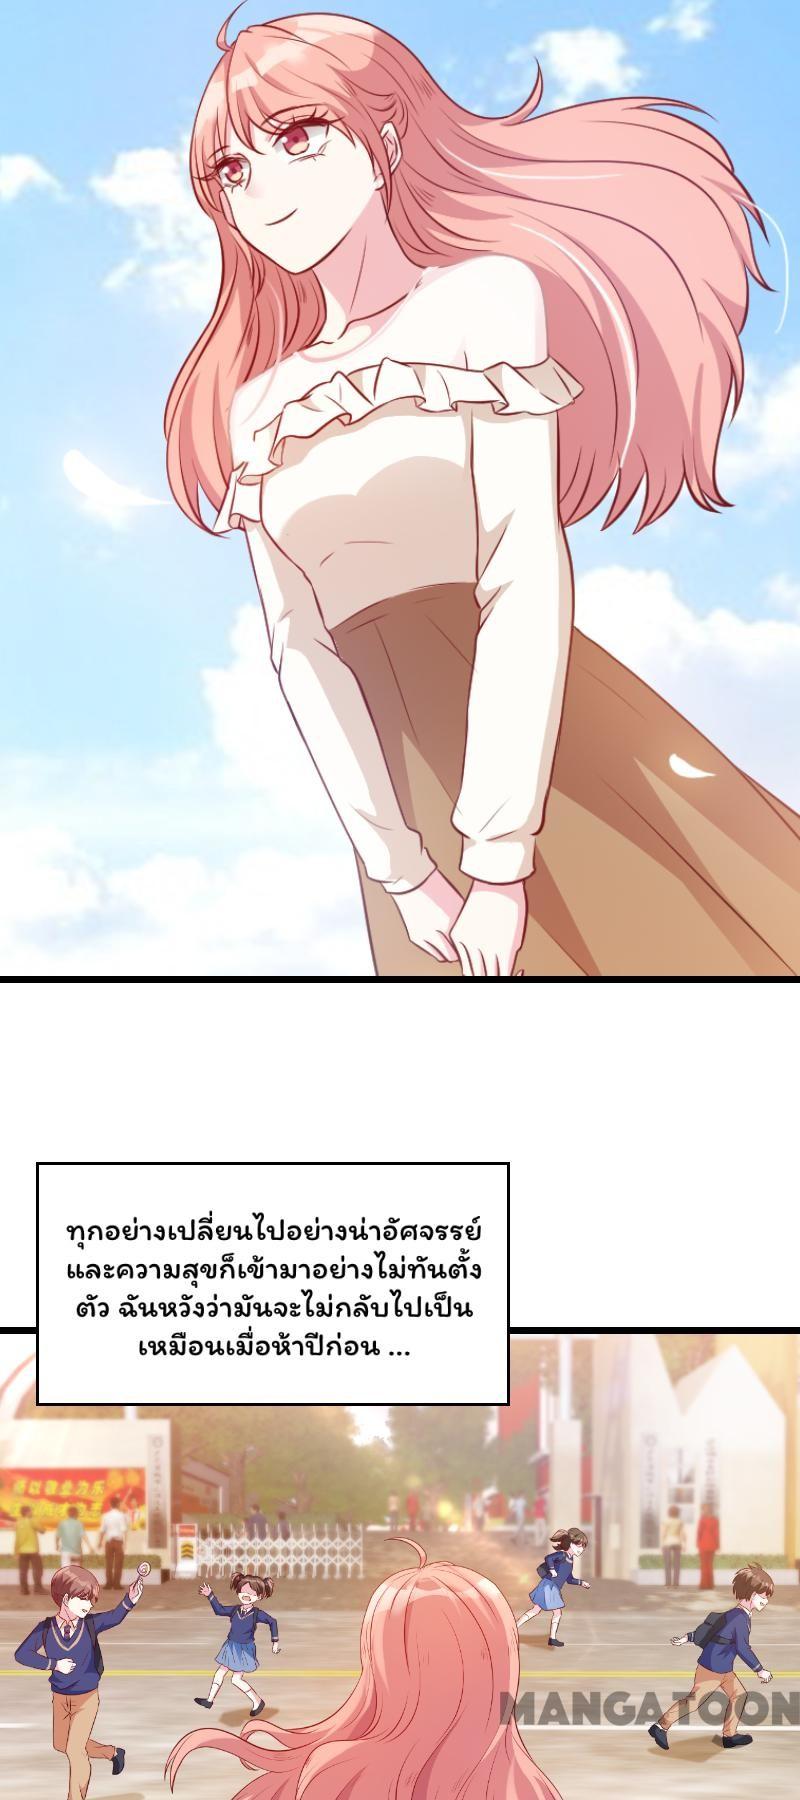 ทุกอย่างเปลี่ยนไปอย่างน่าอัศจรรย์
และความสุขก็เข้ามาอย่างไม่ทันตั้ง
ตัว ฉันหวังว่ามันจะไม่กลับไปเป็น
เหมือนเมื่อห้าปีก่อน ...
MANGATOON